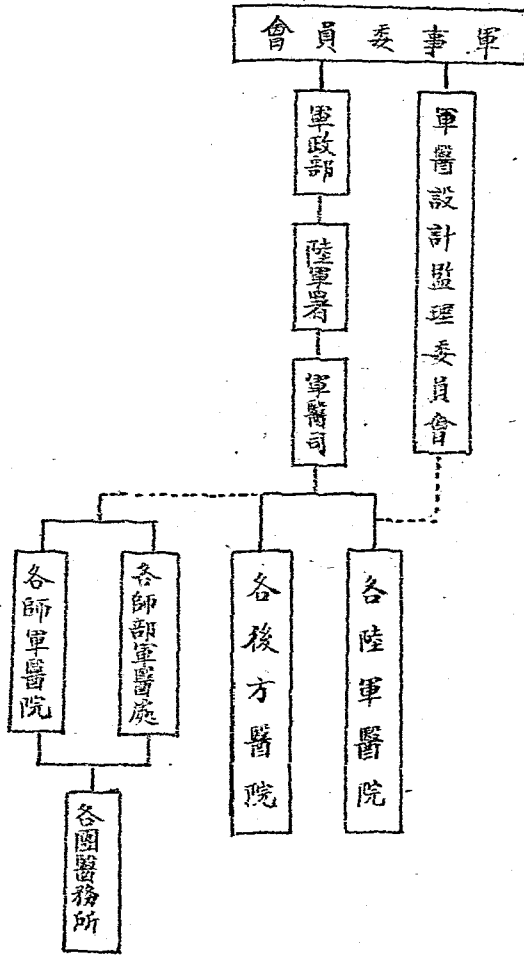 軍事委員會
軍醫設計監理委員會
軍政部
陸軍署
軍醫司
各陸軍醫院
各後方醫院
各師部軍醫處
各師軍醫院
各團醫務所